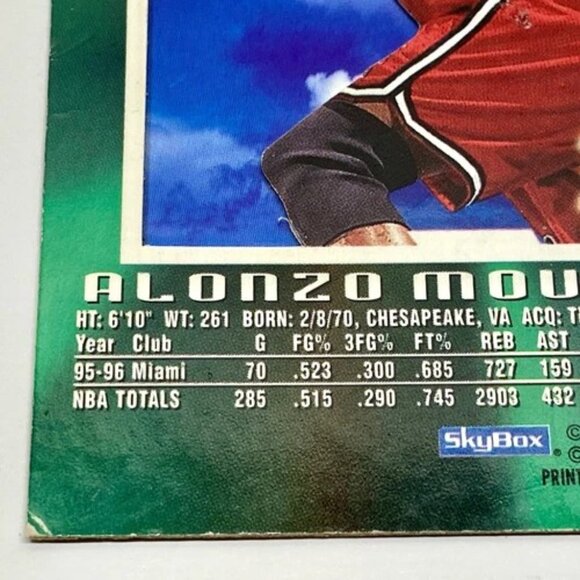 ALONZO MOU
HT: 6'10" WT: 261 BORN: 2/8/70, CHESAPEAKE, VA ACQ: T
Year Club G FG% 3FG% FT% REB AST
95-96 Miami 70 .523 .300 .685 727 159
NBA TOTALS 285 .515 .290 .745 2903 432
SkyBox ©
® ©
PRINT